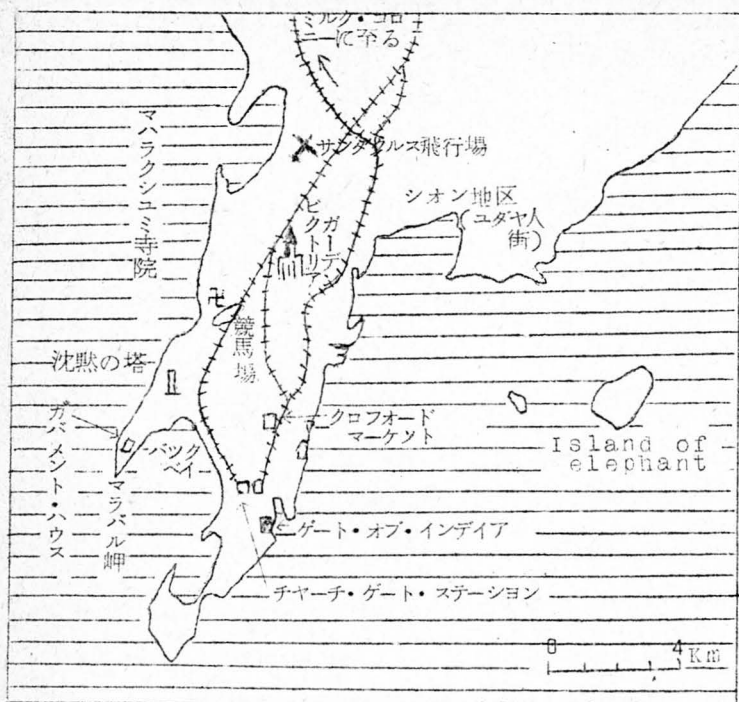 ミルク・コロ
ニーに至る
サンタクルス飛行場
マハラクシユミ寺院
シオン地区
(ユダヤ人
街)
ビクトリア
ガーデン
競馬場
沈黙の塔
クロフォード
マーケット
ガバメント・ハウス
バック
ベイ
マラバル岬
Island of
elephant
ゲート・オブ・インデイア
チヤーチ・ゲート・ステーション
0 4 Km